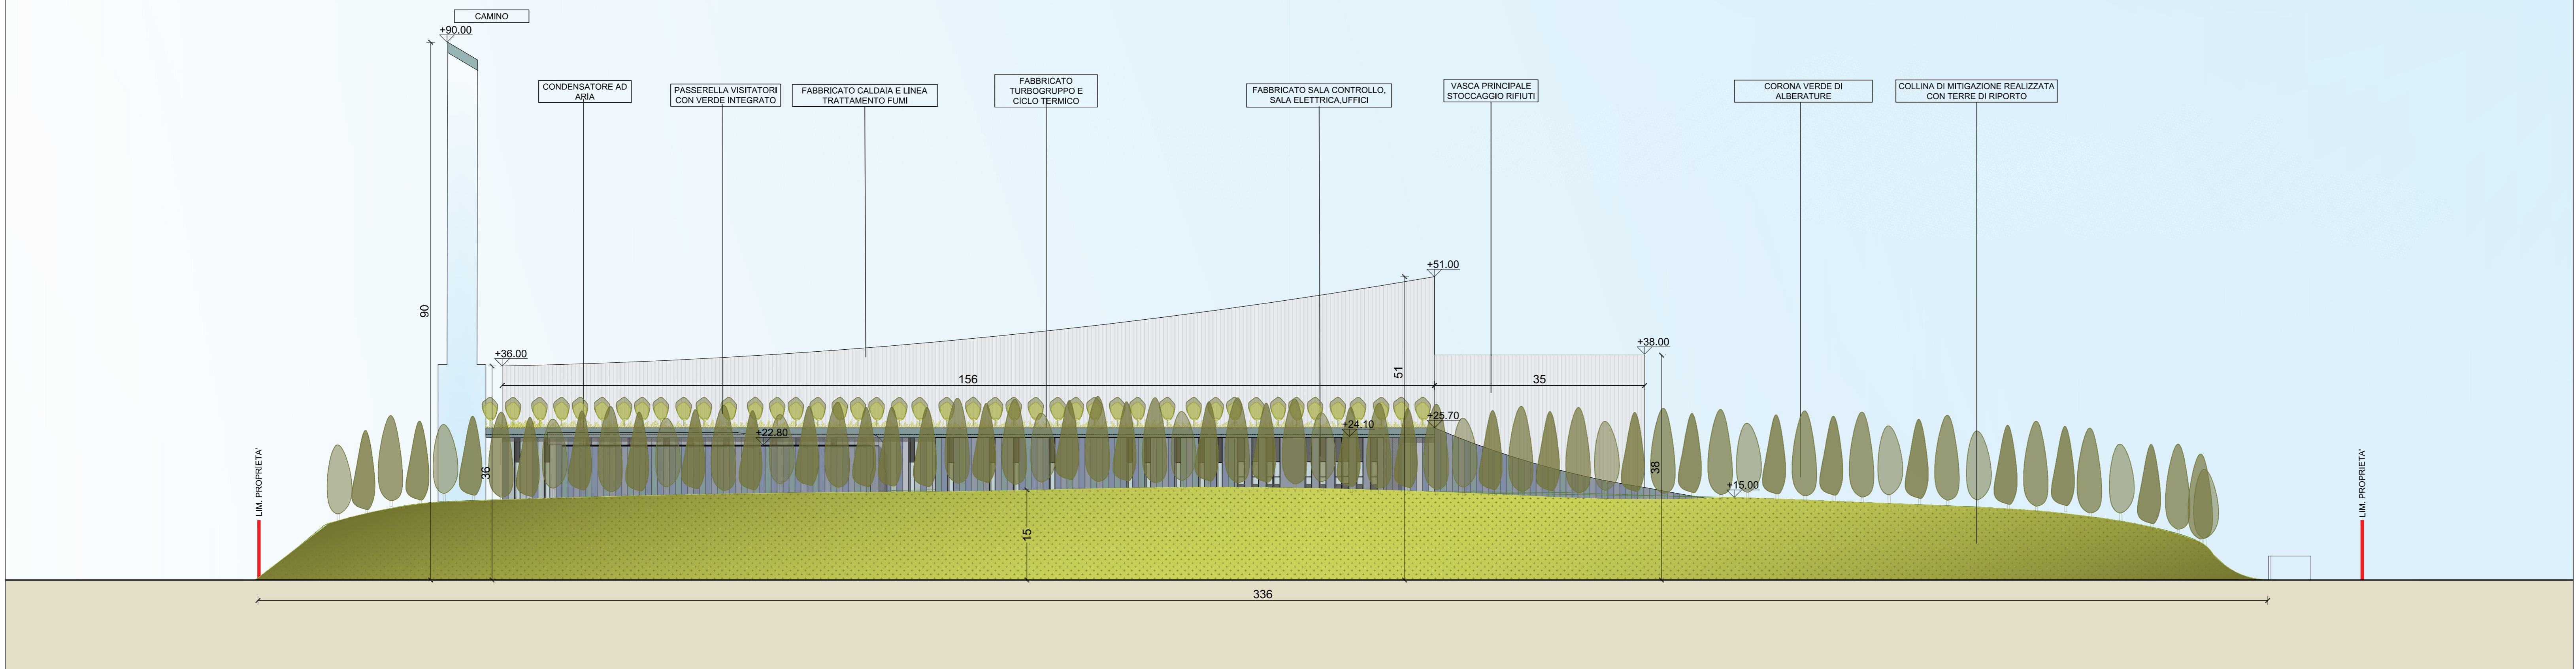 CAMINO
+90.00
CONDENSATORE AD
ARIA
PASSERELLA VISITATORI
CON VERDE INTEGRATO
FABBRICATO CALDAIA E LINEA
TRATTAMENTO FUMI
FABBRICATO
TURBOGRUPPO E
CICLO TERMICO
FABBRICATO SALA CONTROLLO,
SALA ELETTRICA,UFFICI
VASCA PRINCIPALE
STOCCAGGIO RIFIUTI
CORONA VERDE DI
ALBERATURE
COLLINA DI MITIGAZIONE REALIZZATA
CON TERRE DI RIPORTO
+51.00
90
+36.00
+38.00
156
51
35
+25.70
+24.10
+22.80
36
38
+15.00
LIM. PROPRIETA'
LIM. PROPRIETA'
15
336